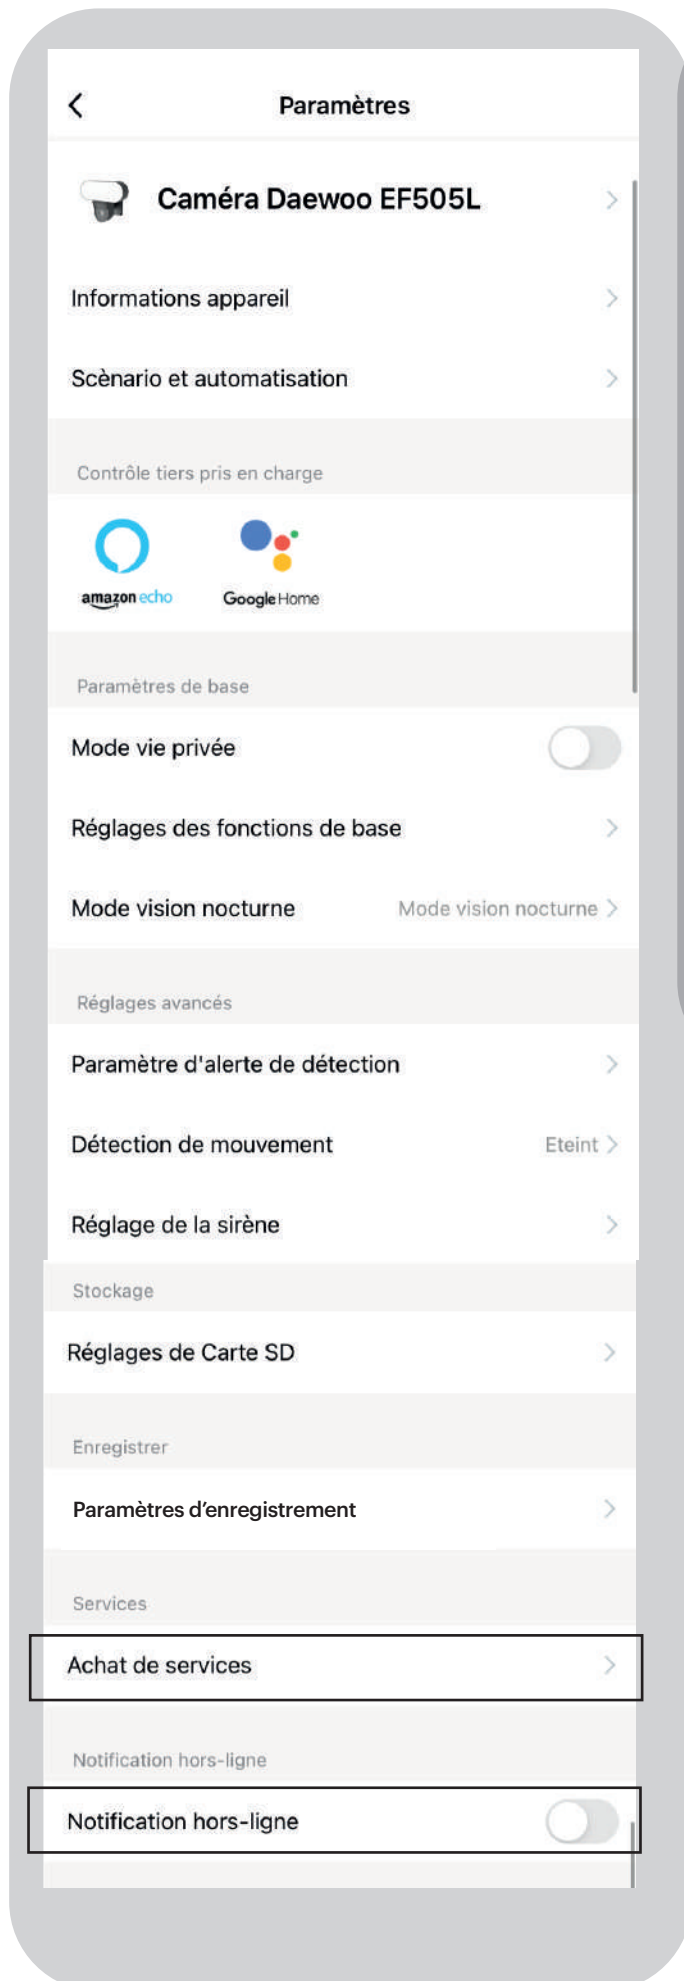 Paramètres
Caméra Daewoo EF505L
Informations appareil
Scènario et automatisation
Contrôle tiers pris en charge
amazon echo
Google Home
Paramètres de base
Mode vie privée
Réglages des fonctions de base
Mode vision nocturne
Mode vision nocturne
Réglages avancés
Paramètre d'alerte de détection
Détection de mouvement
Eteint
Réglage de la sirène
Stockage
Réglages de Carte SD
Enregistrer
Paramètres d’enregistrement
Services
Achat de services
Notification hors-ligne
Notification hors-ligne